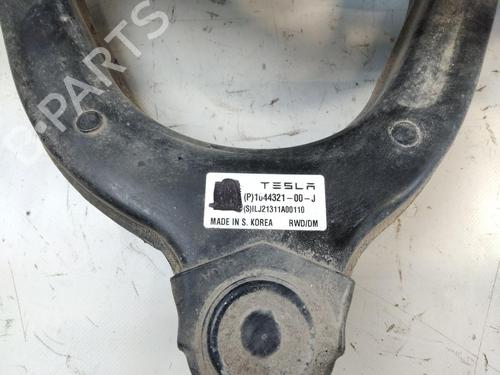 B-PARTS
TESLA
(P)1044321-00-J
(S)ILJ21311A00110
MADE IN S. KOREA RWD/DM